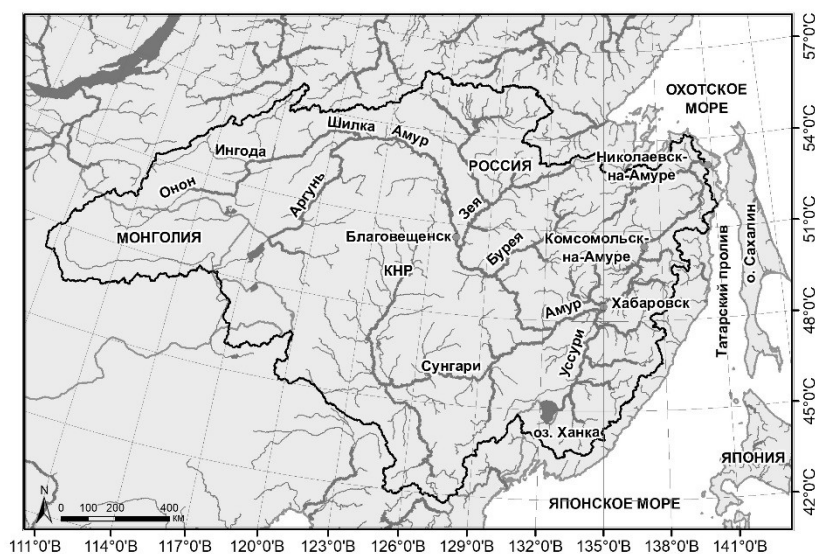 57°0'С
ОХОТСКОЕ
МОРЕ
54°0'С
Шилка
Амур
Ингода
РОССИЯ
Николаевск-
на-Амуре
Онон
Аргунь
Зея
51°0'С
МОНГОЛИЯ
Благовещенск
Бурея
Комсомольск-
на-Амуре
Татарский пролив
о. Сахалин
КНР
48°0'С
Амур
Хабаровск
Сунгари
Уссури
45°0'С
оз. Ханка
ЯПОНИЯ
42°0'С
ЯПОНСКОЕ МОРЕ
N
0 100 200 400
КМ
111°0'В 114°0'В 117°0'В 120°0'В 123°0'В 126°0'В 129°0'В 132°0'В 135°0'В 138°0'В 141°0'В